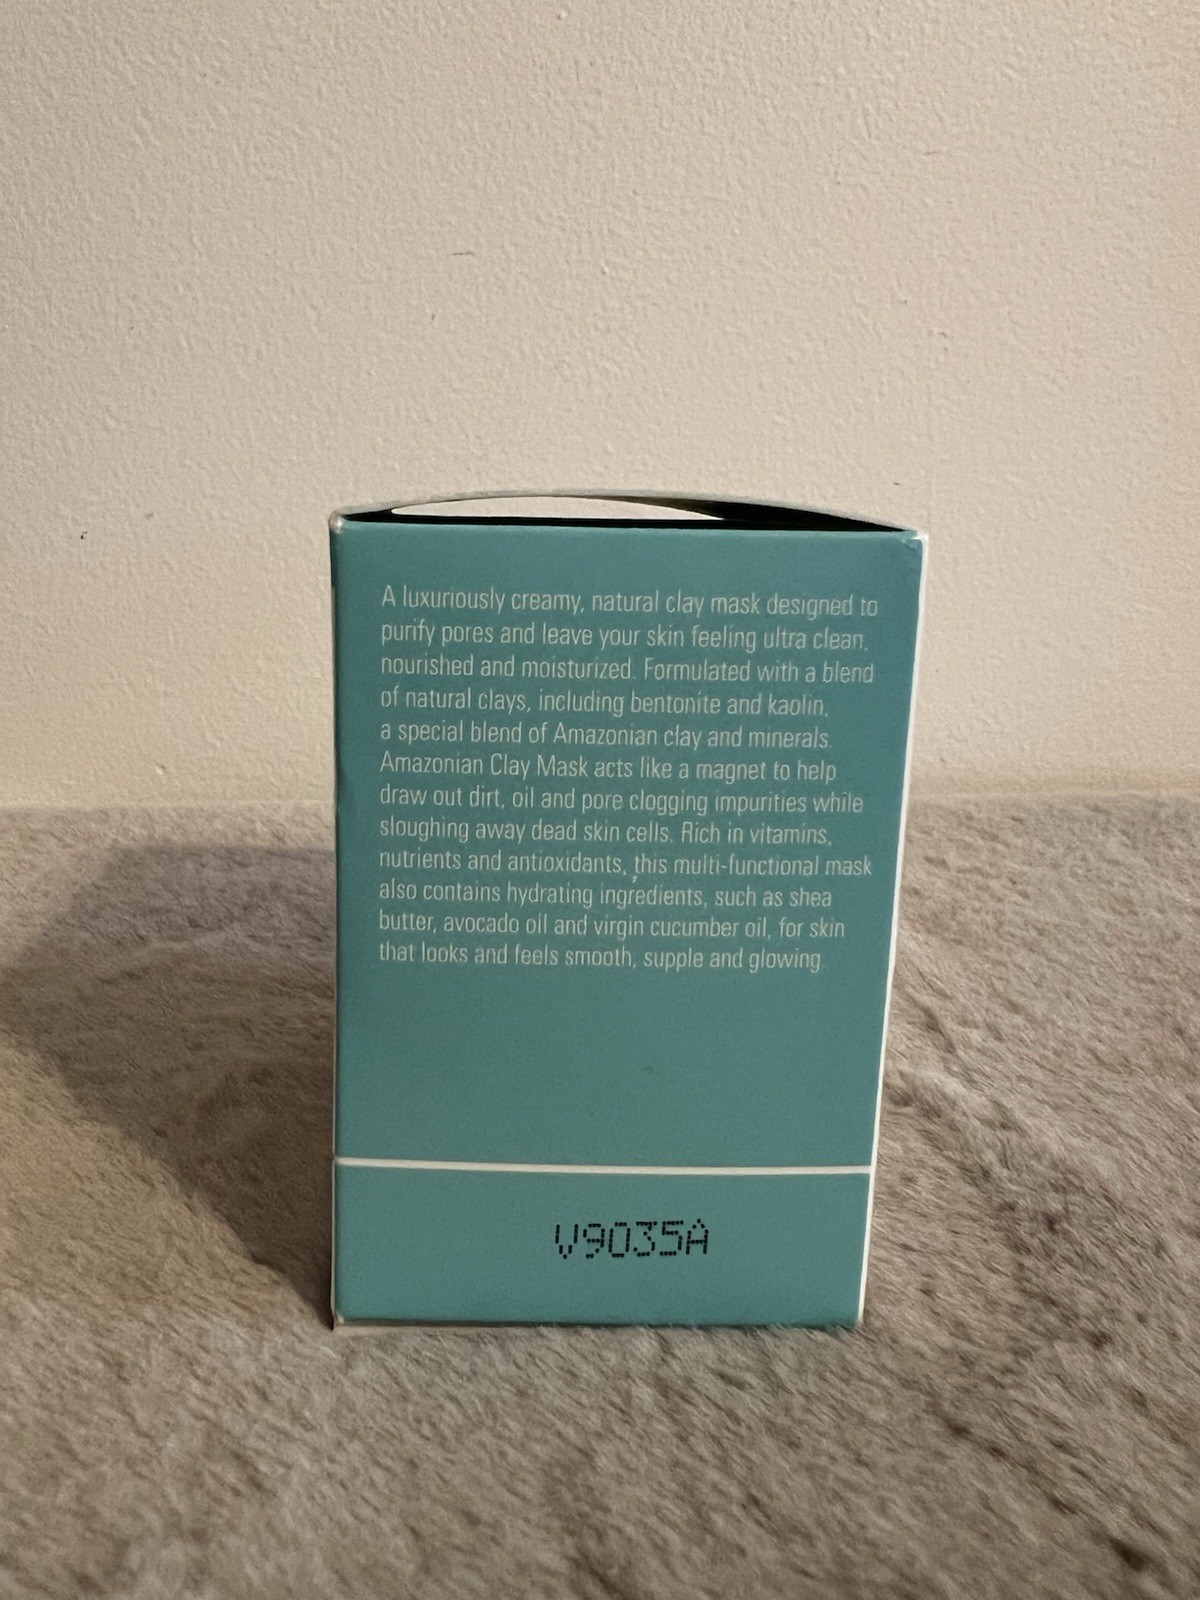 A luxuriously creamy, natural clay mask designed to
purify pores and leave your skin feeling ultra clean,
nourished and moisturized. Formulated with a blend
of natural clays, including bentonite and kaolin,
a special blend of Amazonian clay and minerals.
Amazonian Clay Mask acts like a magnet to help
draw out dirt, oil and pore clogging impurities while
sloughing away dead skin cells. Rich in vitamins,
nutrients and antioxidants, this multi-functional mask
also contains hydrating ingredients, such as shea
butter, avocado oil and virgin cucumber oil, for skin
that looks and feels smooth, supple and glowing.
V9035A